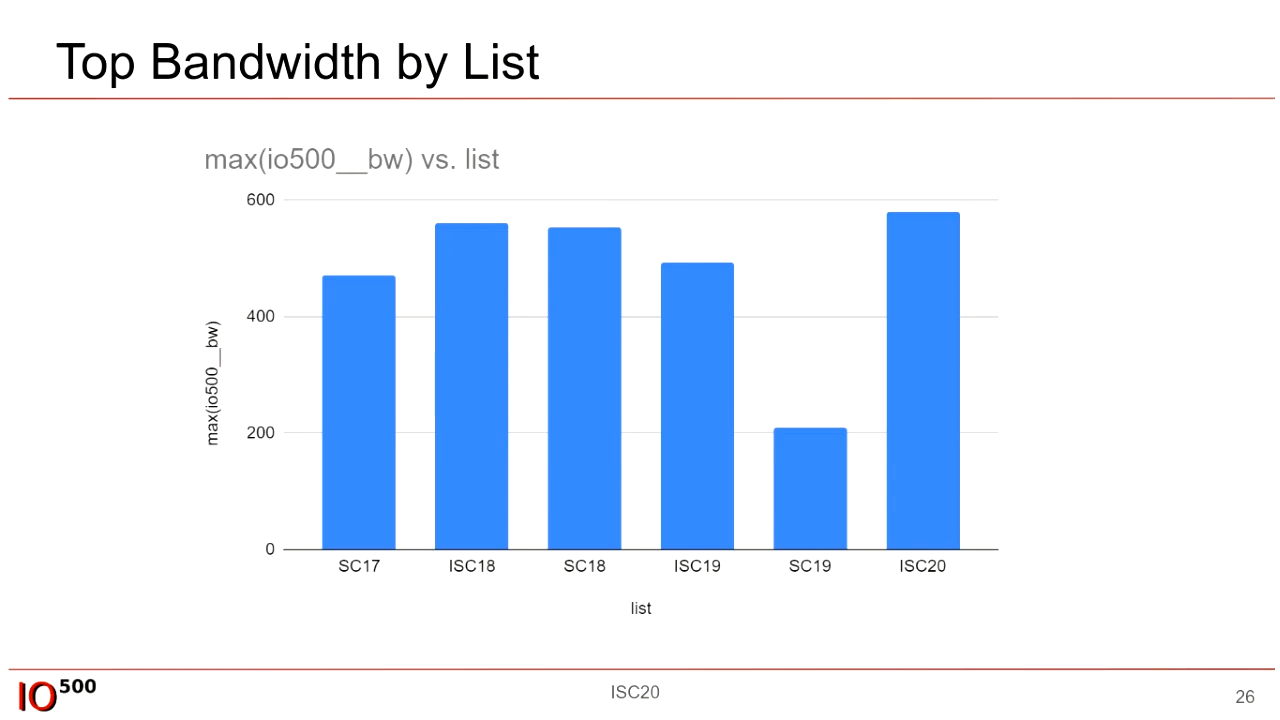 Top Bandwidth by List
max(io500__bw) vs. list
600
400
200
0
max(io500__bw)
SC17 ISC18 SC18 ISC19 SC19 ISC20
list
IO500
ISC20
26